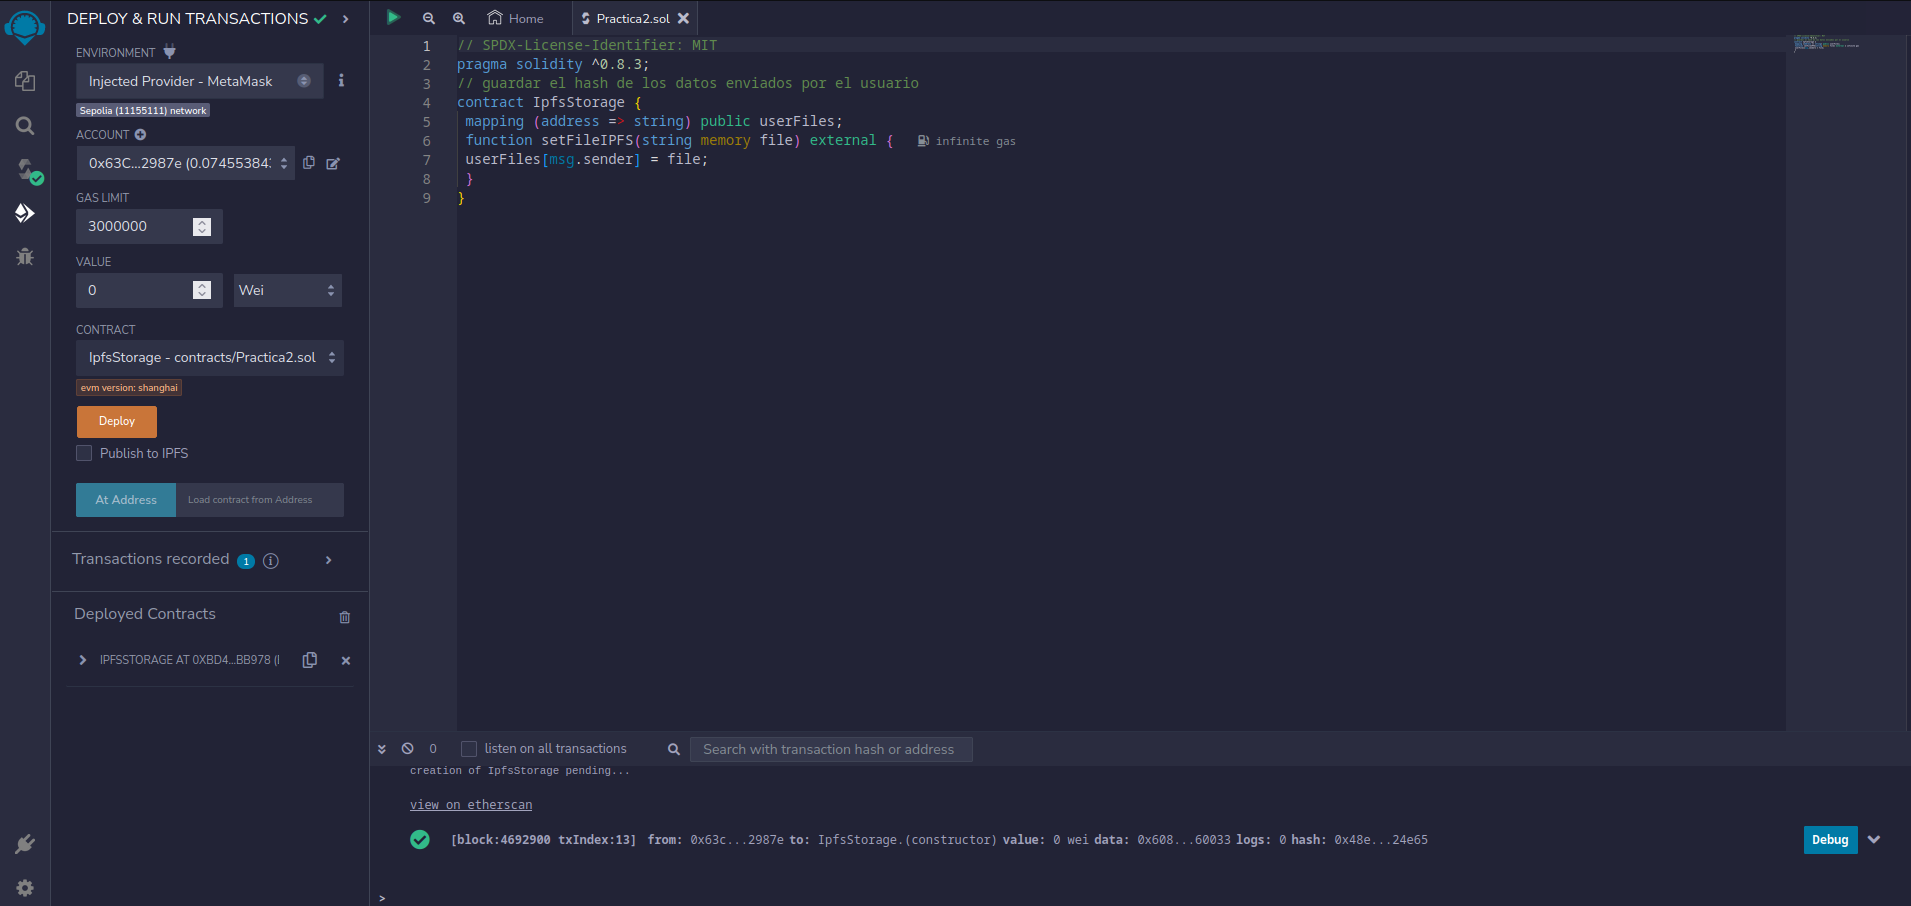 DEPLOY & RUN TRANSACTIONS
ENVIRONMENT
Injected Provider - MetaMask
Sepolia (11155111) network
ACCOUNT
0x63C...2987e (0.07455384
GAS LIMIT
3000000
VALUE
0 Wei
CONTRACT
IpfsStorage - contracts/Practica2.sol
evm version: shanghai
Deploy
Publish to IPFS
At Address Load contract from Address
Transactions recorded 1
Deployed Contracts
IPFSSTORAGE AT 0XBD4...BB978 (
Home Practica2.sol
1 // SPDX-License-Identifier: MIT
2 pragma solidity ^0.8.3;
3 // guardar el hash de los datos enviados por el usuario
4 contract IpfsStorage {
5 mapping (address => string) public userFiles;
6 function setFileIPFS(string memory file) external { infinite gas
7 userFiles[msg.sender] = file;
8 }
9 }
0 listen on all transactions Search with transaction hash or address
creation of IpfsStorage pending...
view on etherscan
[block:4692900 txIndex:13] from: 0x63c...2987e to: IpfsStorage.(constructor) value: 0 wei data: 0x608...60033 logs: 0 hash: 0x48e...24e65
Debug
>